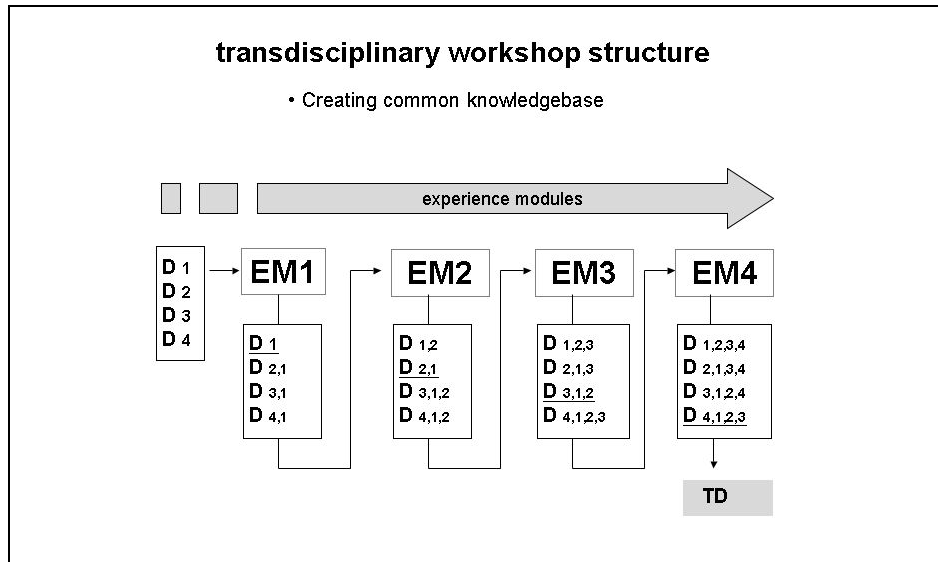 transdisciplinary workshop structure
• Creating common knowledgebase
experience modules
D 1
D 2
D 3
D 4
EM1
D 1
D 2,1
D 3,1
D 4,1
EM2
D 1,2
D 2,1
D 3,1,2
D 4,1,2
EM3
D 1,2,3
D 2,1,3
D 3,1,2
D 4,1,2,3
EM4
D 1,2,3,4
D 2,1,3,4
D 3,1,2,4
D 4,1,2,3
TD